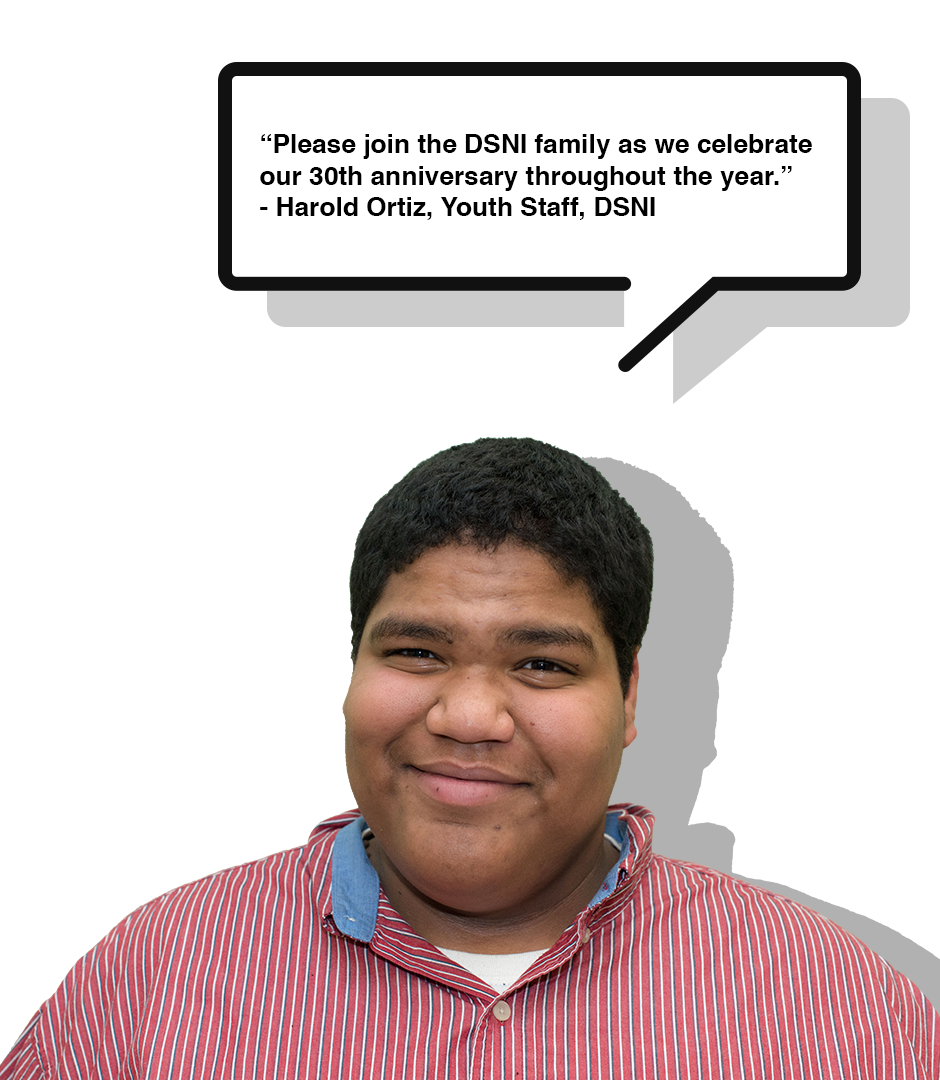 “Please join the DSNI family as we celebrate
our 30th anniversary throughout the year.”
- Harold Ortiz, Youth Staff, DSNI